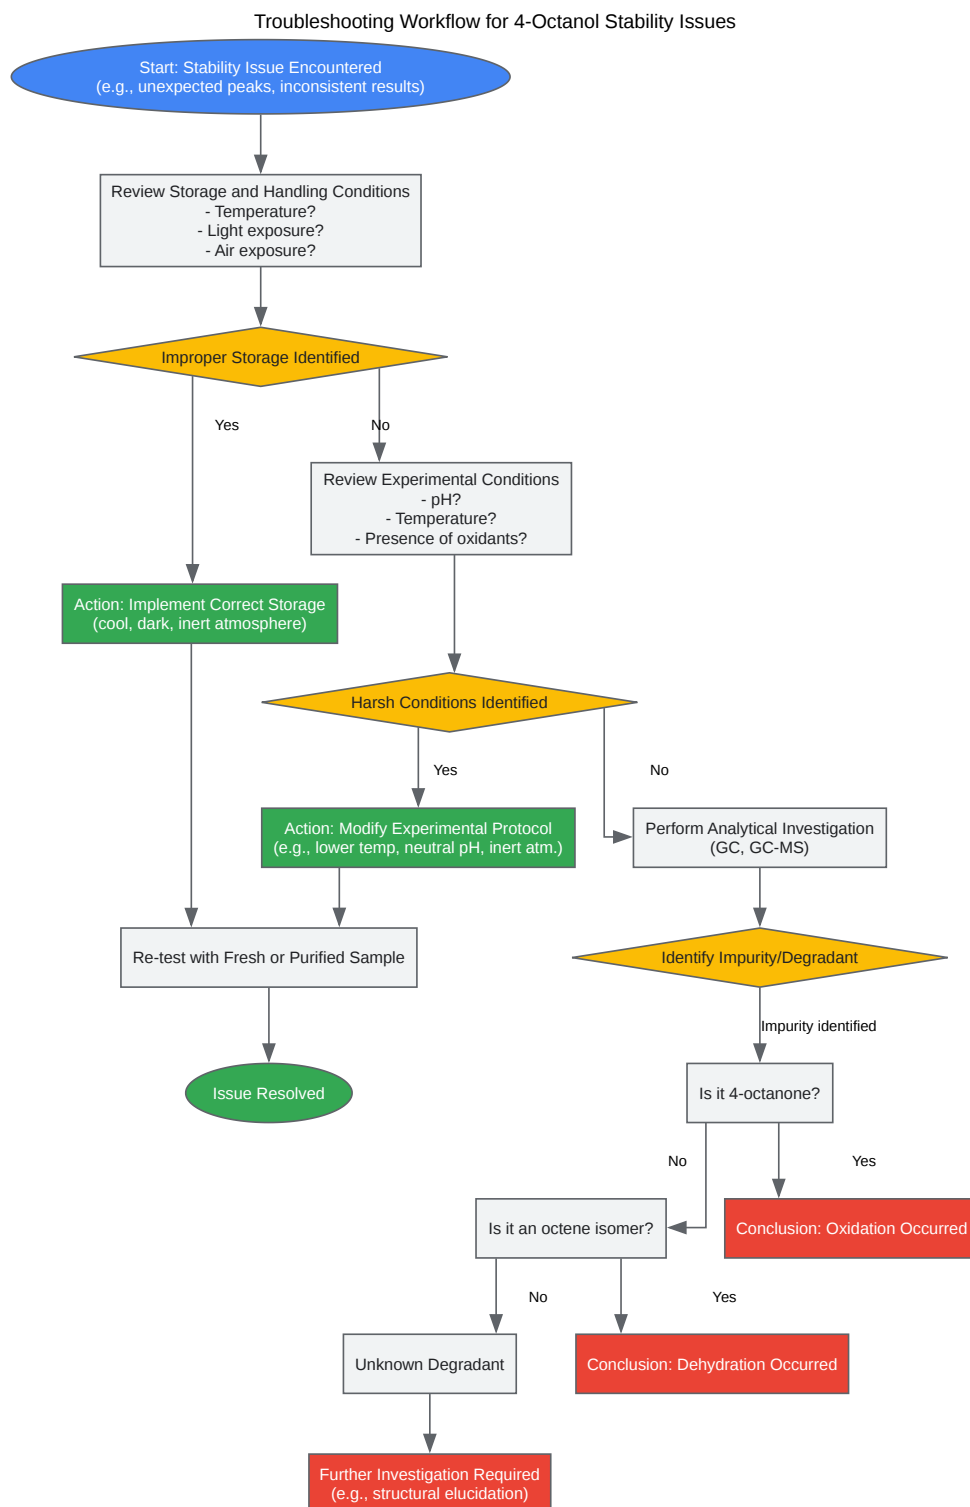 Troubleshooting Workflow for 4-Octanol Stability Issues
Start: Stability Issue Encountered
(e.g., unexpected peaks, inconsistent results)
Review Storage and Handling Conditions
- Temperature?
- Light exposure?
- Air exposure?
Improper Storage Identified
Yes
No
Review Experimental Conditions
- pH?
- Temperature?
- Presence of oxidants?
Action: Implement Correct Storage
(cool, dark, inert atmosphere)
Harsh Conditions Identified
Yes
No
Action: Modify Experimental Protocol
(e.g., lower temp, neutral pH, inert atm.)
Perform Analytical Investigation
(GC, GC-MS)
Re-test with Fresh or Purified Sample
Identify Impurity/Degradant
Impurity identified
Issue Resolved
Is it 4-octanone?
No
Yes
Is it an octene isomer?
Conclusion: Oxidation Occurred
No
Yes
Unknown Degradant
Conclusion: Dehydration Occurred
Further Investigation Required
(e.g., structural elucidation)